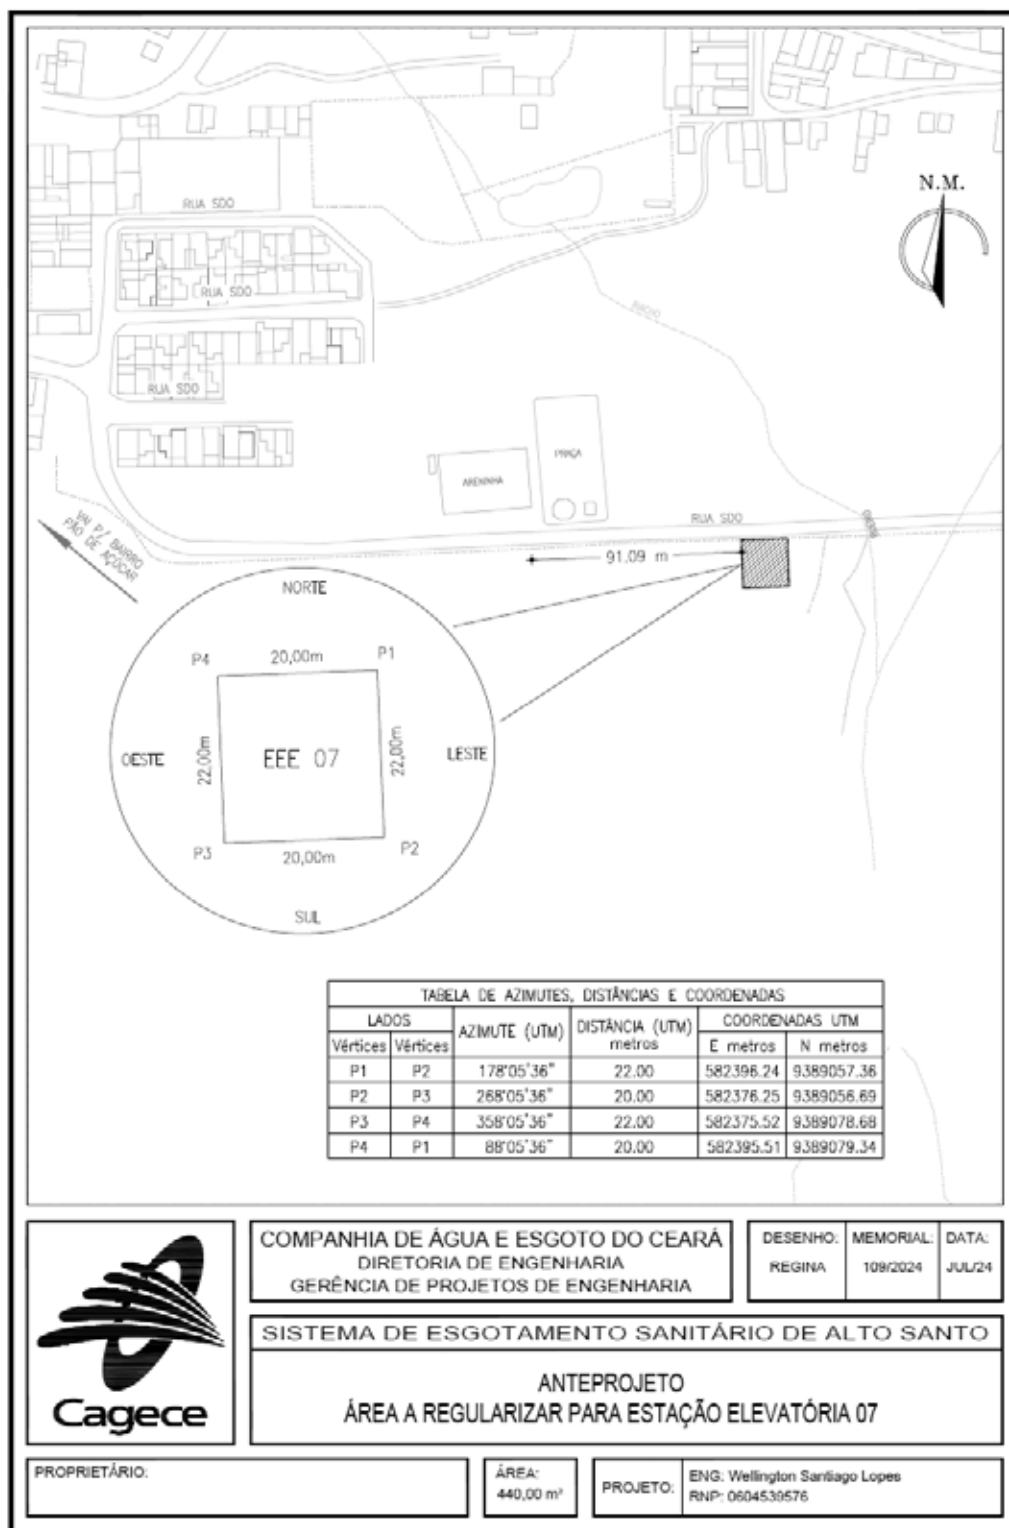 N.M.
RUA SDO
RUA SDO
RIACHO
RUA SDO
PRAÇA
ARENINHA
RUA SDO
RIACHO
VAI P/ BAIRRO
PÃO DE AÇÚCAR
91.09 m
NORTE
P4
20,00m
P1
OESTE
22,00m
EEE 07
22,00m
LESTE
P3
20,00m
P2
SUL
TABELA DE AZIMUTES, DISTÂNCIAS E COORDENADAS
LADOS AZIMUTE (UTM) DISTÂNCIA (UTM) metros COORDENADAS UTM
Vértices Vértices E metros N metros
P1 P2 178°05'36" 22.00 582396.24 9389057.36
P2 P3 268°05'36" 20.00 582376.25 9389056.69
P3 P4 358°05'36" 22.00 582375.52 9389078.68
P4 P1 88°05'36" 20.00 582395.51 9389079.34
Cagece
COMPANHIA DE ÁGUA E ESGOTO DO CEARÁ
DIRETORIA DE ENGENHARIA
GERÊNCIA DE PROJETOS DE ENGENHARIA
DESENHO: MEMORIAL: DATA:
REGINA 109/2024 JUL/24
SISTEMA DE ESGOTAMENTO SANITÁRIO DE ALTO SANTO
ANTEPROJETO
ÁREA A REGULARIZAR PARA ESTAÇÃO ELEVATÓRIA 07
PROPRIETÁRIO:
ÁREA:
440,00 m²
PROJETO:
ENG: Wellington Santiago Lopes
RNP: 0604539576